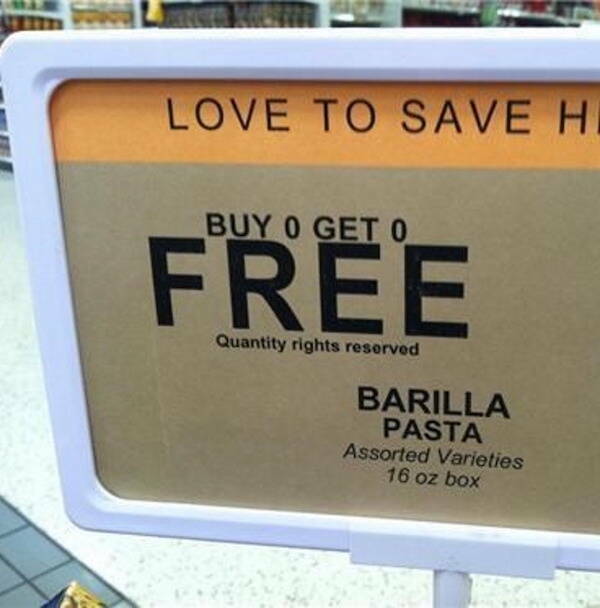 LOVE TO SAVE
BUY 0 GET 0
FREE
Quantity rights reserved
BARILLA
PASTA
Assorted Varieties
16 oz box